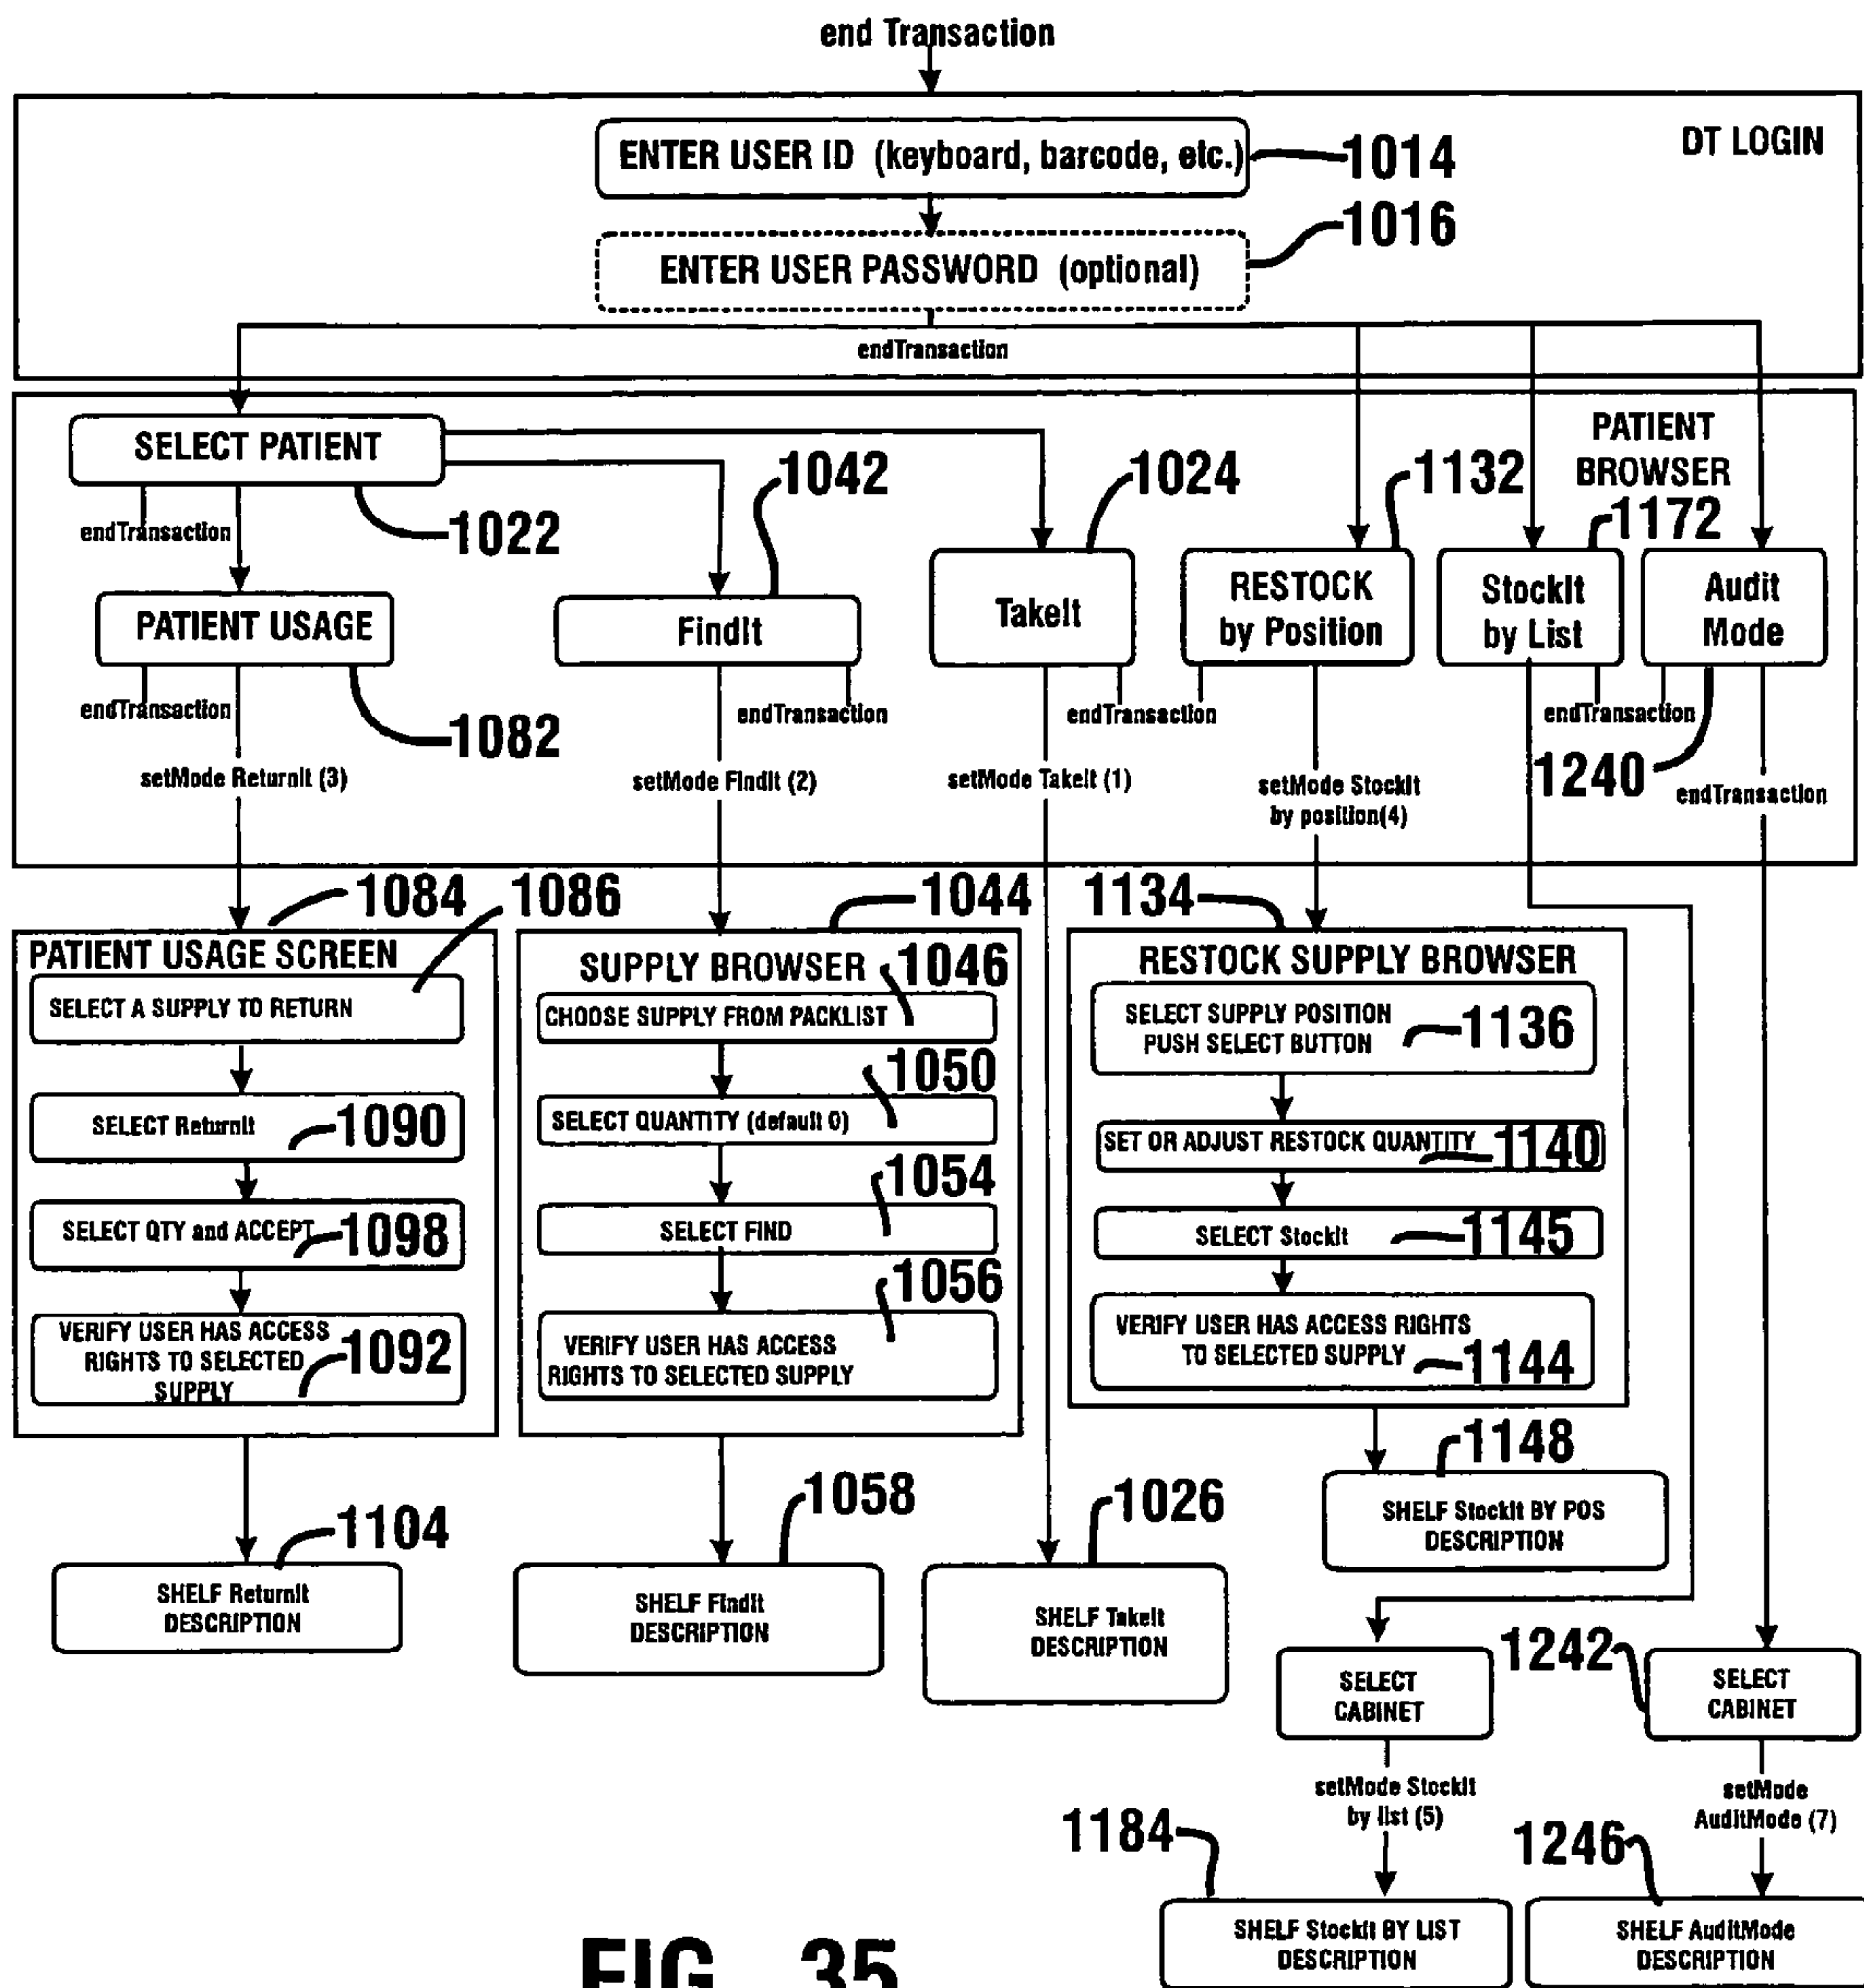 end Transaction
DT LOGIN
ENTER USER ID (keyboard, barcode, etc.)
1014
1016
ENTER USER PASSWORD (optional)
endTransaction
PATIENT
BROWSER
SELECT PATIENT
1022
endTransaction
1042
1024
1132
1172
PATIENT USAGE
FindIt
TakeIt
RESTOCK
by Position
StockIt
by List
Audit
Mode
endTransaction
1082
endTransaction
endTransaction
endTransaction
1240
setMode ReturnIt (3)
setMode FindIt (2)
setMode TakeIt (1)
setMode StockIt
by position(4)
endTransaction
1084
1086
1044
1134
PATIENT USAGE SCREEN
SELECT A SUPPLY TO RETURN
SELECT ReturnIt
1090
SELECT QTY and ACCEPT
1098
VERIFY USER HAS ACCESS
RIGHTS TO SELECTED
SUPPLY
1092
SUPPLY BROWSER
1046
CHOOSE SUPPLY FROM PACKLIST
1050
SELECT QUANTITY (default 0)
1054
SELECT FIND
1056
VERIFY USER HAS ACCESS
RIGHTS TO SELECTED SUPPLY
RESTOCK SUPPLY BROWSER
SELECT SUPPLY POSITION
PUSH SELECT BUTTON
1136
SET OR ADJUST RESTOCK QUANTITY
1140
SELECT StockIt
1145
VERIFY USER HAS ACCESS RIGHTS
TO SELECTED SUPPLY
1144
1104
SHELF ReturnIt
DESCRIPTION
1058
SHELF FindIt
DESCRIPTION
1026
SHELF TakeIt
DESCRIPTION
1148
SHELF StockIt BY POS
DESCRIPTION
SELECT
CABINET
1242
SELECT
CABINET
setMode StockIt
by list (5)
setMode
AuditMode (7)
1184
SHELF StockIt BY LIST
DESCRIPTION
1246
SHELF AuditMode
DESCRIPTION
FIG. 35